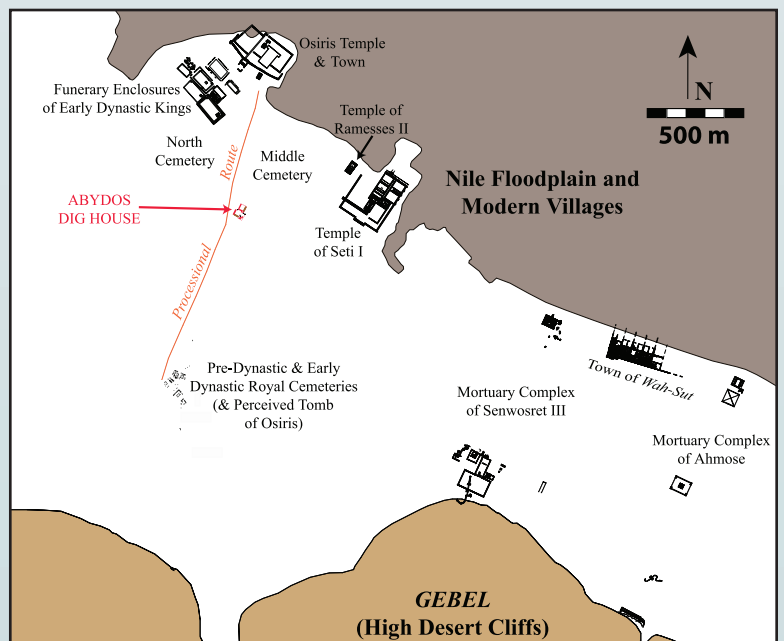 Osiris Temple
& Town
Funerary Enclosures
of Early Dynastic Kings
Temple of
Ramesses II
N
500 m
North
Cemetery
Route
Middle
Cemetery
Nile Floodplain and
Modern Villages
ABYDOS
DIG HOUSE
Temple
of Seti I
Processional
Pre-Dynastic & Early
Dynastic Royal Cemeteries
(& Perceived Tomb
of Osiris)
Town of Wah-Sut
Mortuary Complex
of Senwosret III
Mortuary Complex
of Ahmose
GEBEL
(High Desert Cliffs)